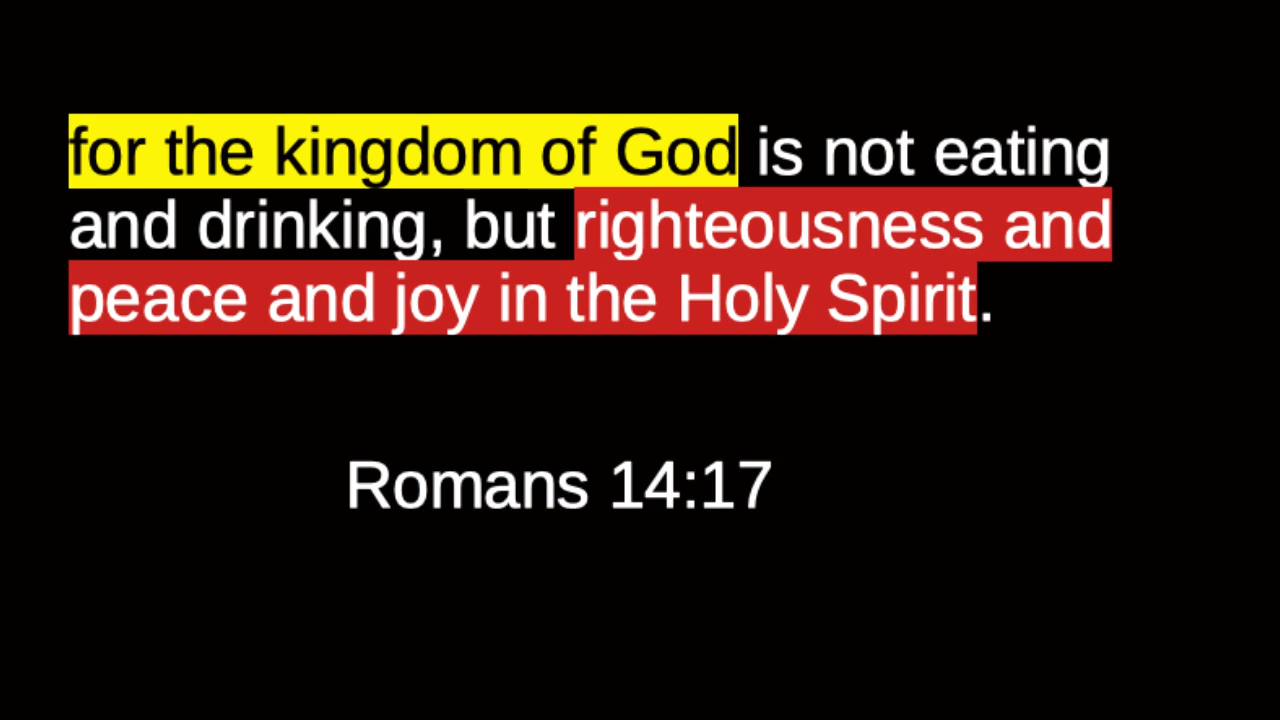 for the kingdom of God is not eating
and drinking, but righteousness and
peace and joy in the Holy Spirit.
Romans 14:17